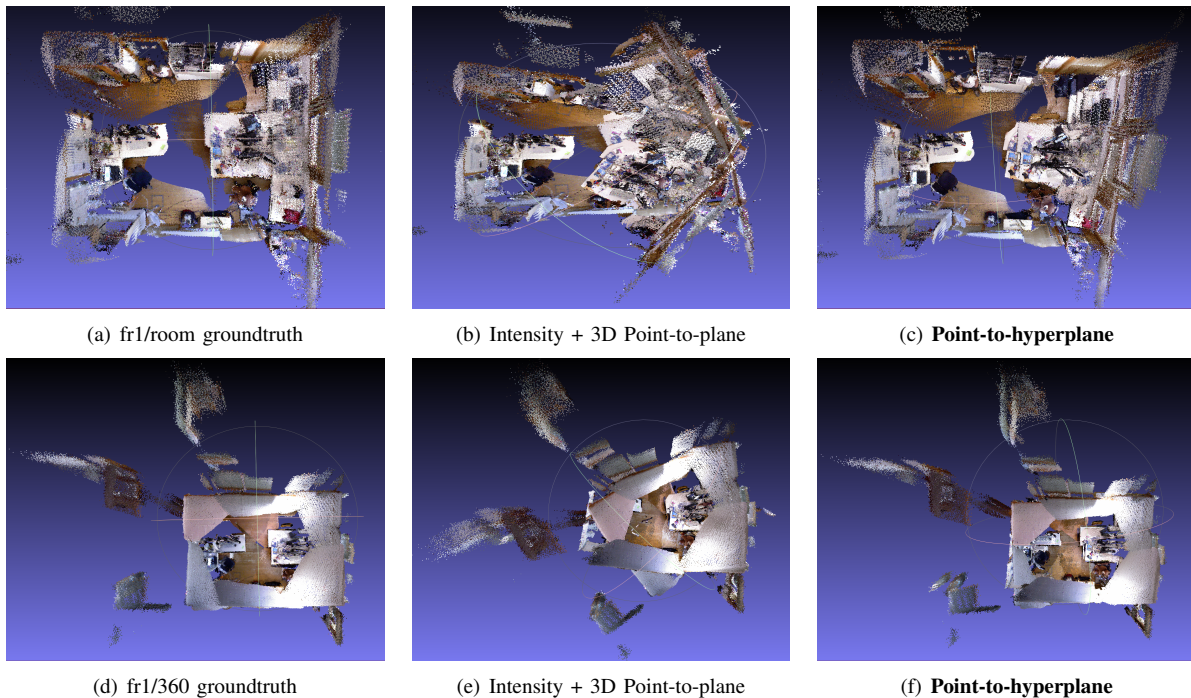 (a) fr1/room groundtruth
(b) Intensity + 3D Point-to-plane
(c) Point-to-hyperplane
(d) fr1/360 groundtruth
(e) Intensity + 3D Point-to-plane
(f) Point-to-hyperplane